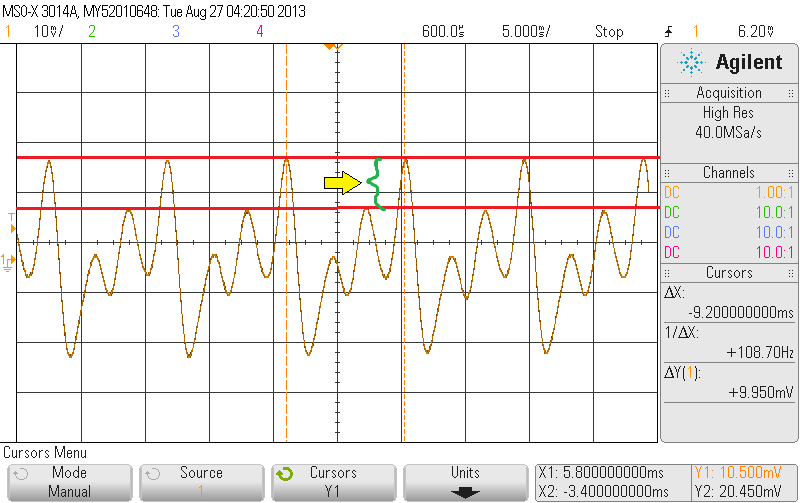 MSO-X 3014A, MY52010648: Tue Aug 27 04:20:50 2013
1 10mV/ 2 3 4 600.0s 5.000s/ Stop 1 6.20V
Agilent
Acquisition
High Res
40.0MSa/s
Channels
DC 1.00:1
DC 10.0:1
DC 10.0:1
DC 10.0:1
Cursors
ΔX:
-9.200000000ms
1/ΔX:
+108.70Hz
ΔY(1):
+9.950mV
T
1
Cursors Menu
Mode
Manual
Source
1
Cursors
Y1
Units
X1: 5.800000000ms
X2: -3.400000000ms
Y1: 10.500mV
Y2: 20.450mV